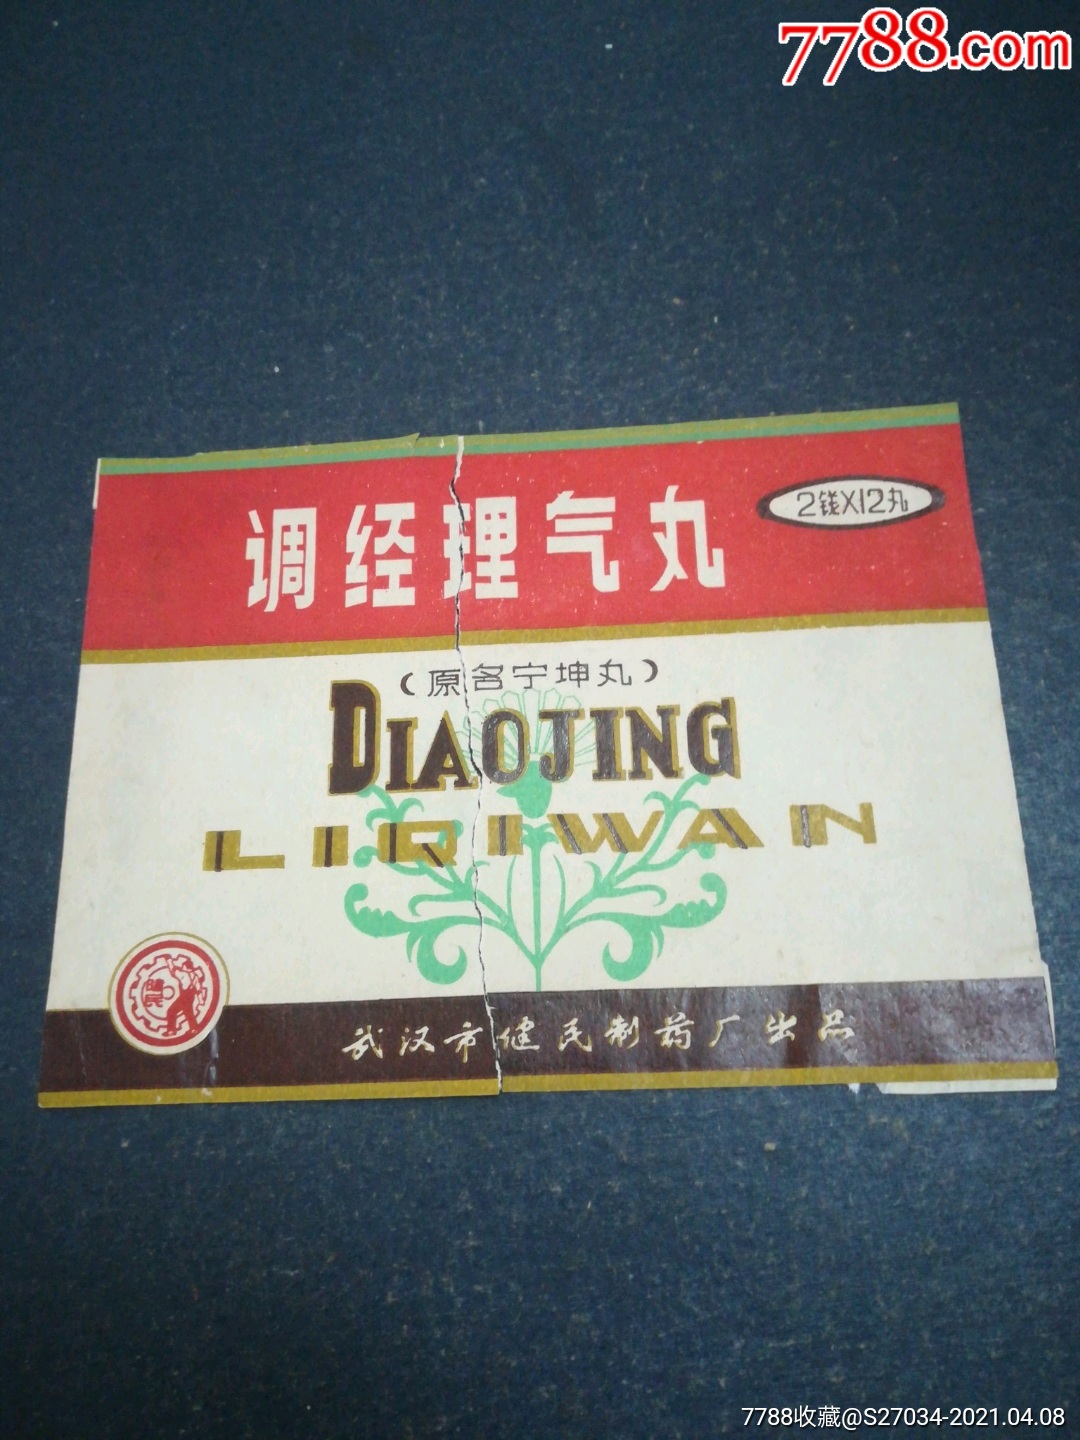 7788.com
调经理气丸
2钱X12丸
(原名宁坤丸)
DIAOJING
LIQIWAN
健民
武汉市健民制药厂出品
7788收藏@S27034-2021.04.08